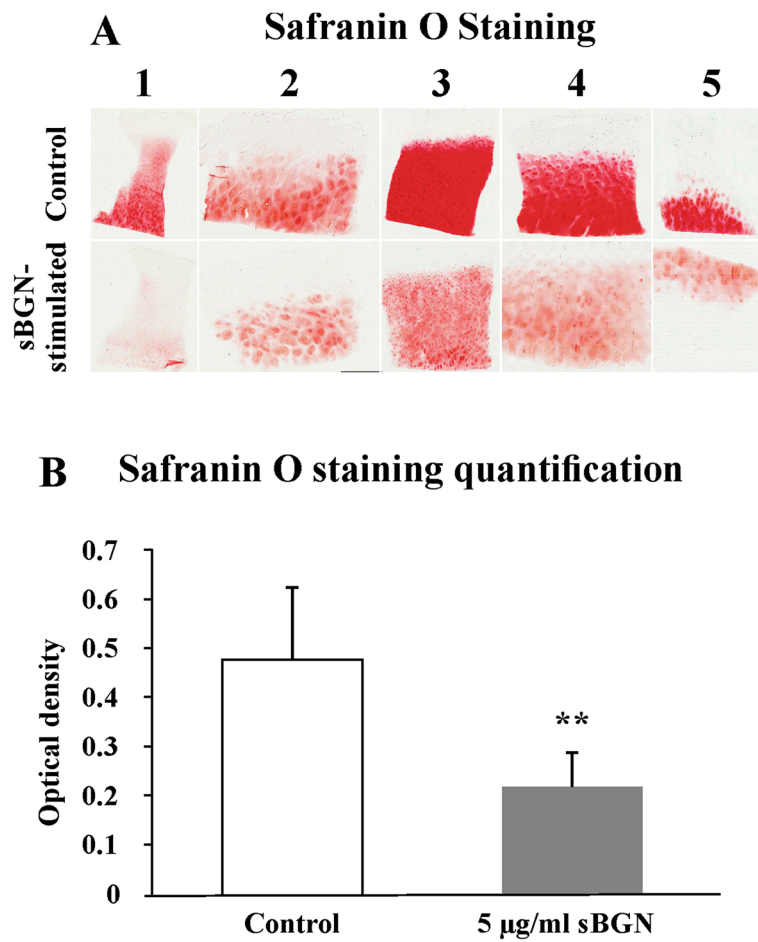 A Safranin O Staining
1 2 3 4 5
Control
sBGN-
stimulated
B Safranin O staining quantification
Optical density
0.7
0.6
0.5
0.4
0.3
0.2
0.1
0
**
Control 5 µg/ml sBGN